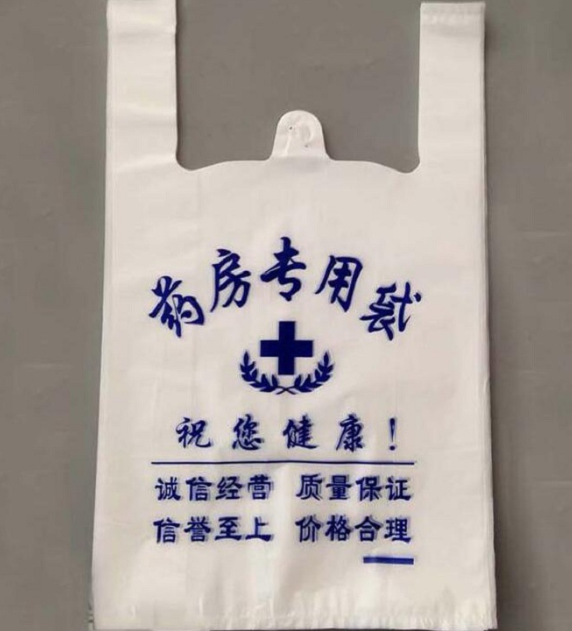 药房专用袋
祝您健康！
诚信经营 质量保证
信誉至上 价格合理